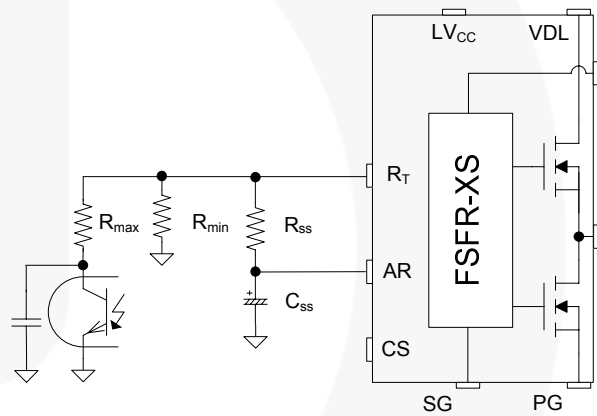 LVCC VDL
RT
Rmax Rmin Rss
FSFR-XS
AR
+
Css
CS
SG PG